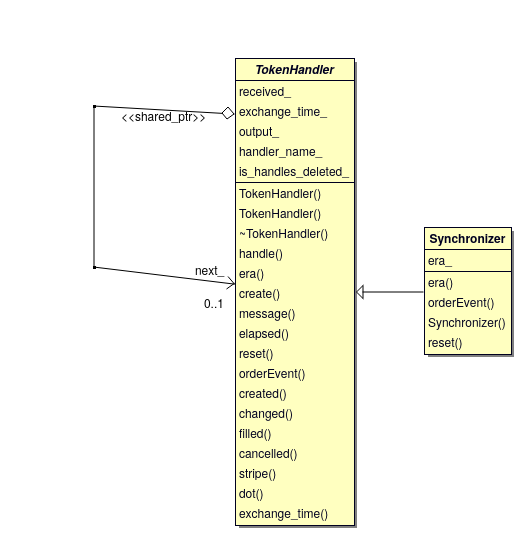 TokenHandler
received_
exchange_time_
output_
handler_name_
is_handles_deleted_
TokenHandler()
TokenHandler()
~TokenHandler()
handle()
era()
create()
message()
elapsed()
reset()
orderEvent()
created()
changed()
filled()
cancelled()
stripe()
dot()
exchange_time()
<<shared_ptr>>
next_
0..1
Synchronizer
era_
era()
orderEvent()
Synchronizer()
reset()